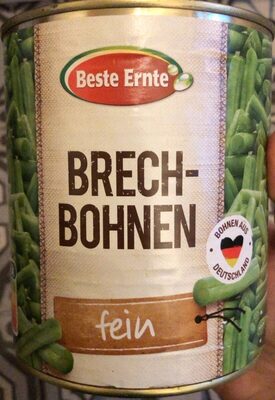 Beste Ernte
BRECH-
BOHNEN
BOHNEN AUS
DEUTSCHLAND
fein